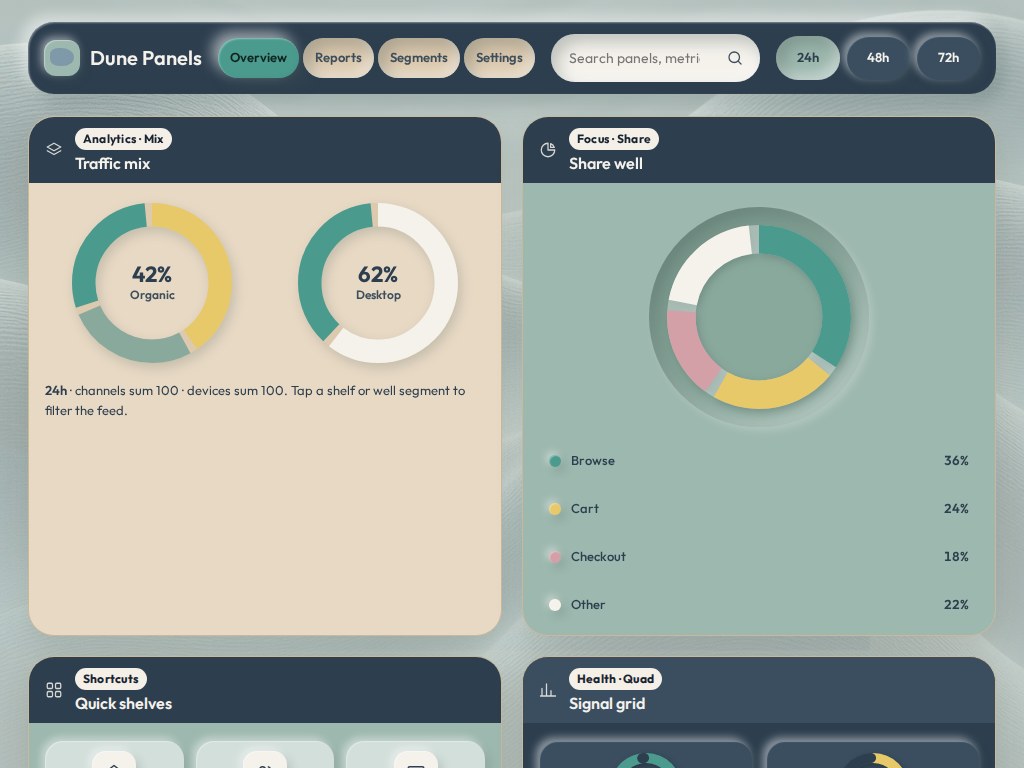 Dune Panels
Overview
Reports
Segments
Settings
Search panels, metri
24h
48h
72h
Analytics · Mix
Traffic mix
42%
Organic
62%
Desktop
24h · channels sum 100 · devices sum 100. Tap a shelf or well segment to
filter the feed.
Focus · Share
Share well
Browse 36%
Cart 24%
Checkout 18%
Other 22%
Shortcuts
Quick shelves
Health · Quad
Signal grid